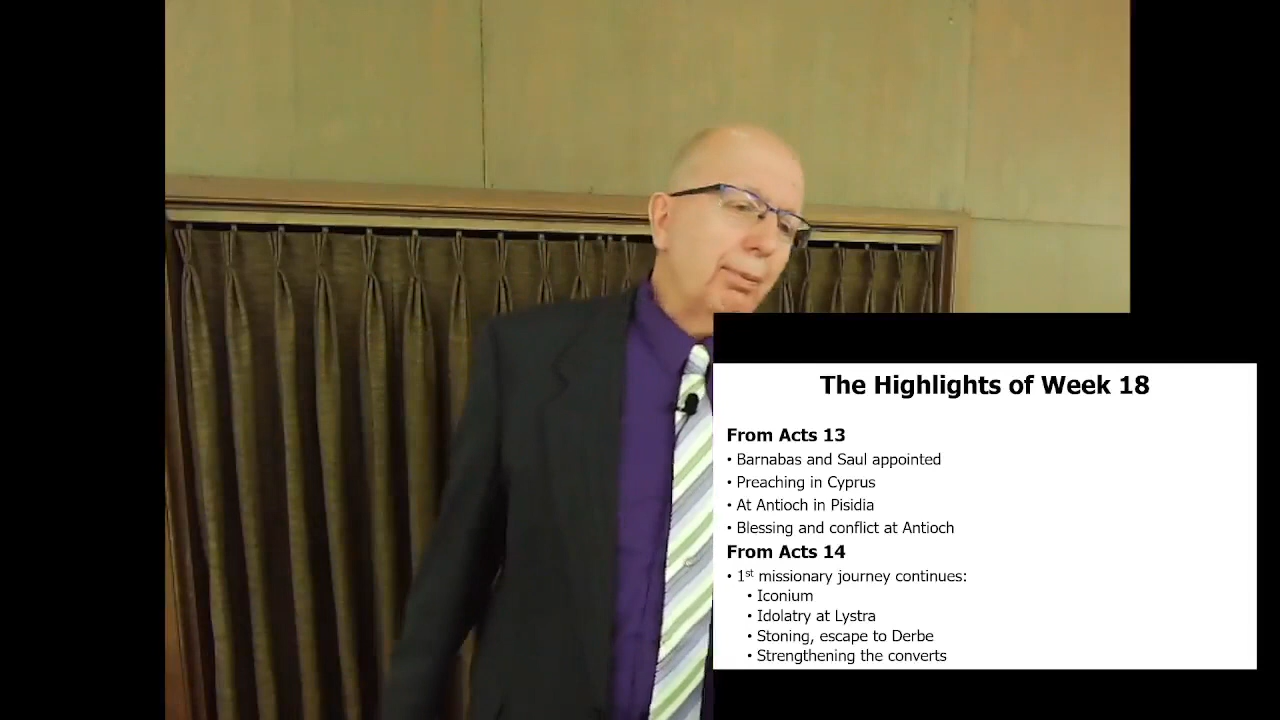 The Highlights of Week 18
From Acts 13
• Barnabas and Saul appointed
• Preaching in Cyprus
• At Antioch in Pisidia
• Blessing and conflict at Antioch
From Acts 14
• 1st missionary journey continues:
• Iconium
• Idolatry at Lystra
• Stoning, escape to Derbe
• Strengthening the converts